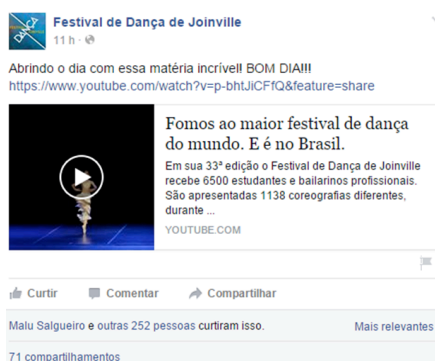 Festival de Dança de Joinville
11 h ·
Abrindo o dia com essa matéria incrível! BOM DIA!!!
https://www.youtube.com/watch?v=p-bhtJiCFfQ&feature=share
Fomos ao maior festival de dança
do mundo. E é no Brasil.
Em sua 33ª edição o Festival de Dança de Joinville
recebe 6500 estudantes e bailarinos profissionais.
São apresentadas 1138 coreografias diferentes,
durante ...
YOUTUBE.COM
Curtir Comentar Compartilhar
Malu Salgueiro e outras 252 pessoas curtiram isso. Mais relevantes
71 compartilhamentos